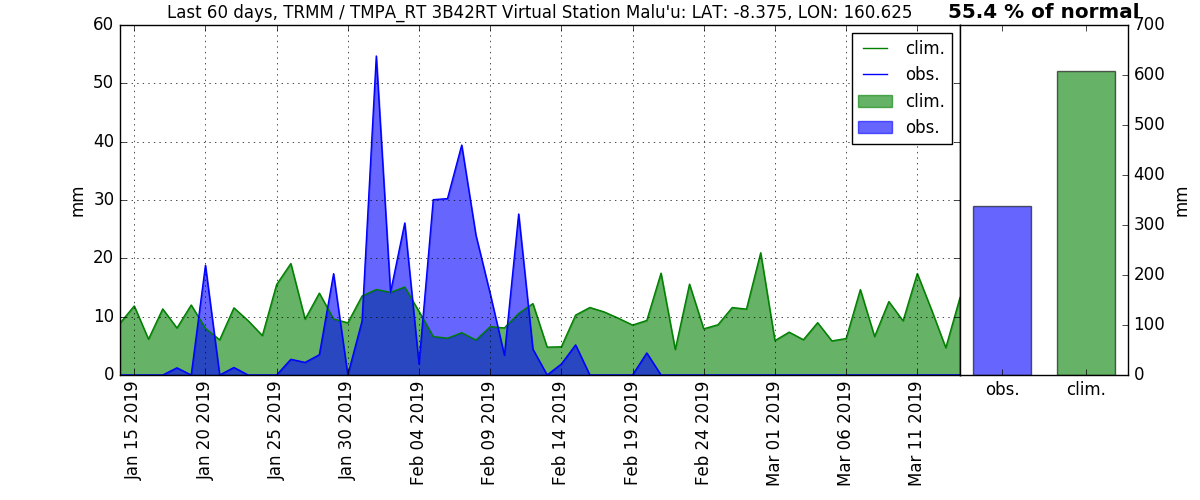 Last 60 days, TRMM / TMPA_RT 3B42RT Virtual Station Malu'u: LAT: -8.375, LON: 160.625
55.4 % of normal
60
50
40
30
20
10
0
mm
clim.
obs.
clim.
obs.
Jan 15 2019
Jan 20 2019
Jan 25 2019
Jan 30 2019
Feb 04 2019
Feb 09 2019
Feb 14 2019
Feb 19 2019
Feb 24 2019
Mar 01 2019
Mar 06 2019
Mar 11 2019
700
600
500
400
300
200
100
0
mm
obs.
clim.